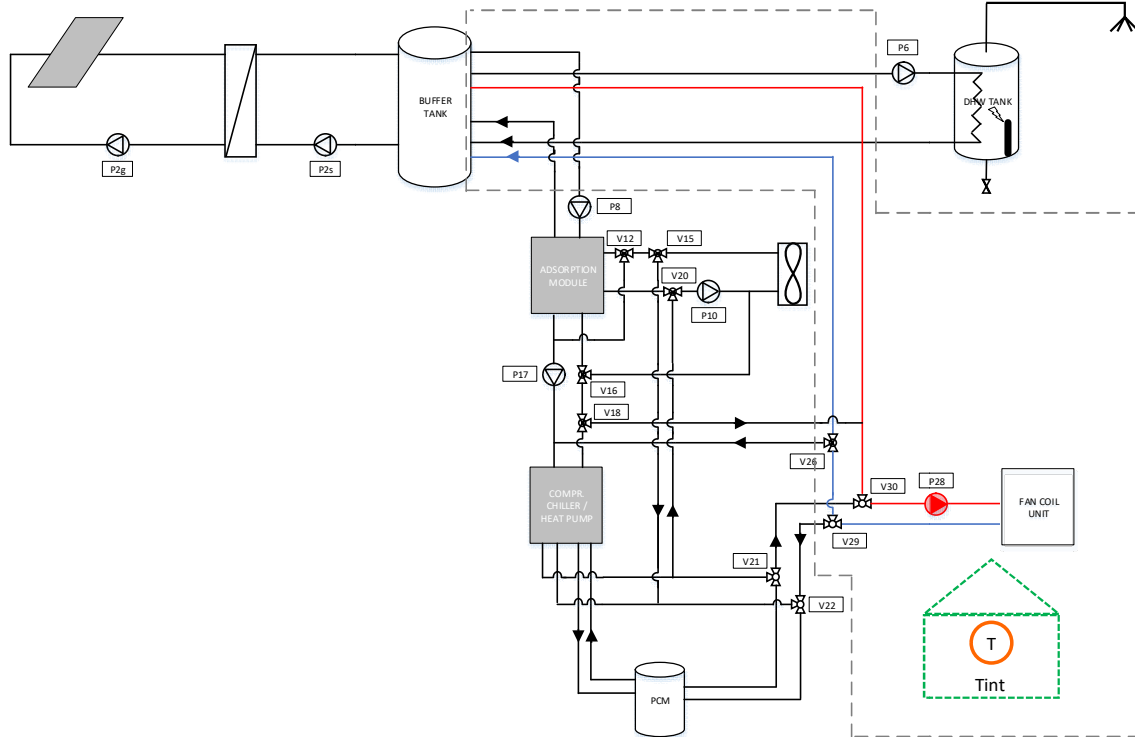 P6
BUFFER
TANK
DHW TANK
P2g
P2s
P8
V12
V15
ADSORPTION
MODULE
V20
P10
P17
V16
V18
V26
COMPR.
CHILLER /
HEAT PUMP
V30
P28
FAN COIL
UNIT
V29
V21
V22
T
Tint
PCM